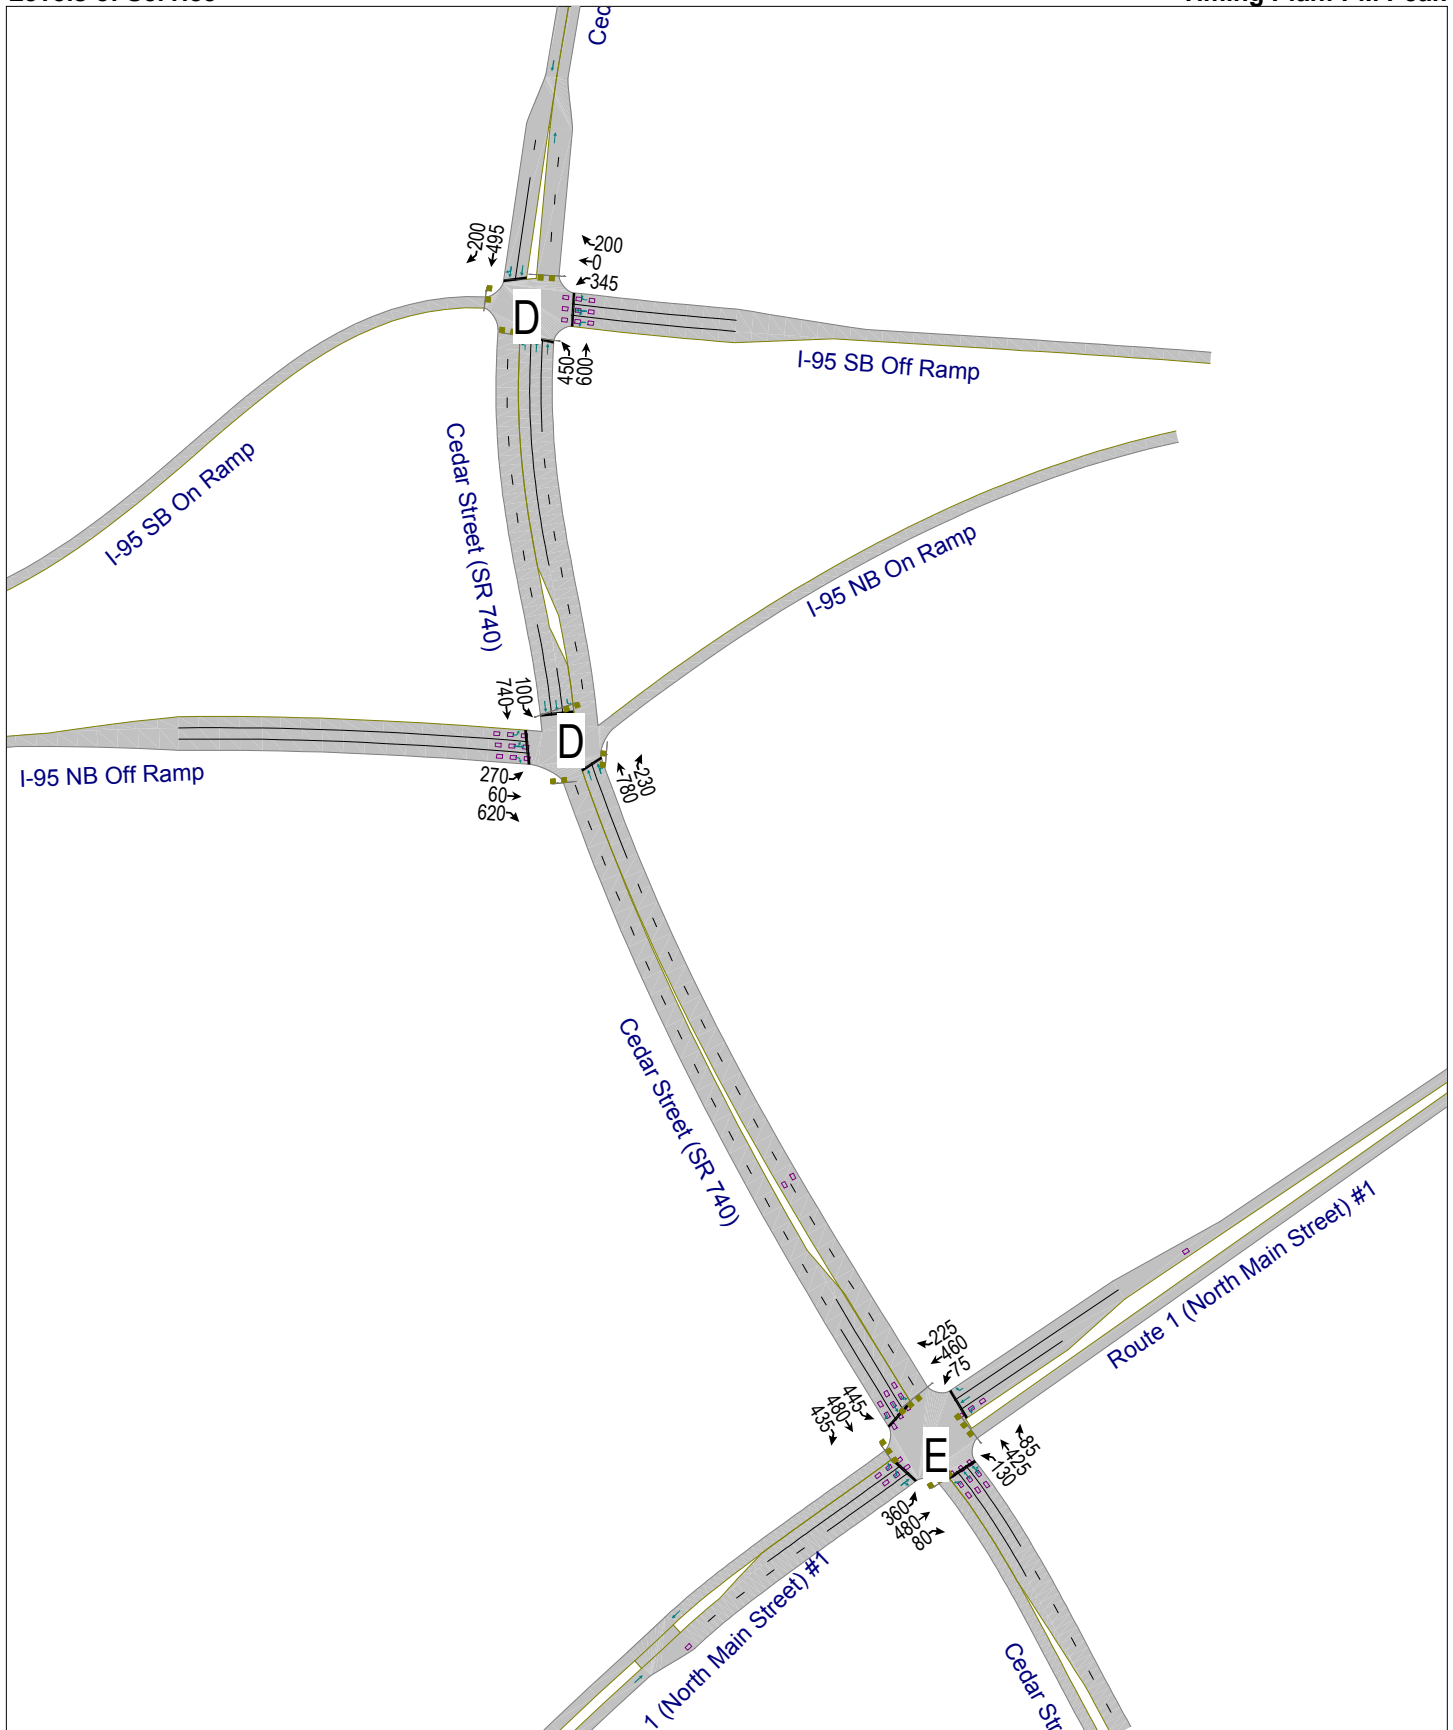 Ced
200
495
200
0
345
D
450
600
I-95 SB Off Ramp
I-95 SB On Ramp
Cedar Street (SR 740)
I-95 NB On Ramp
740
100
D
I-95 NB Off Ramp
270
60
620
780
230
Cedar Street (SR 740)
Route 1 (North Main Street) #1
225
460
75
445
480
435
E
85
425
130
360
480
80
1 (North Main Street) #1
Cedar Str